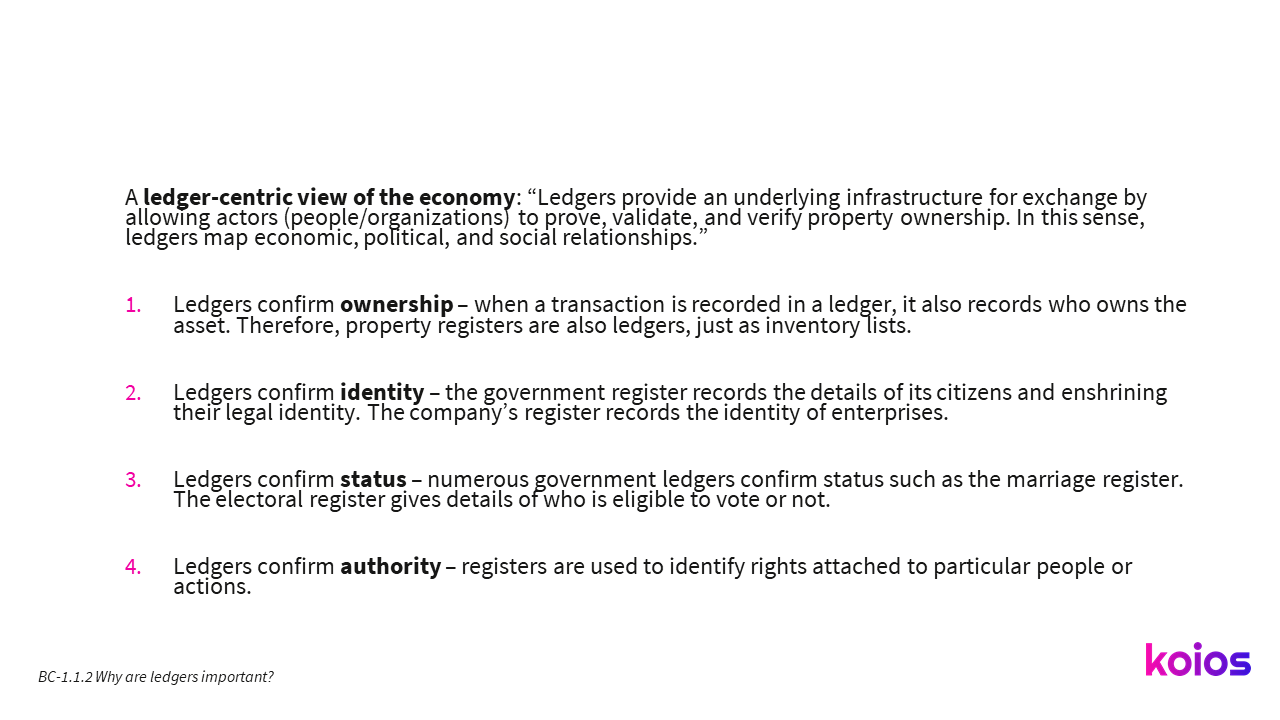 A ledger-centric view of the economy: “Ledgers provide an underlying infrastructure for exchange by
allowing actors (people/organizations) to prove, validate, and verify property ownership. In this sense,
ledgers map economic, political, and social relationships.”
1. Ledgers confirm ownership – when a transaction is recorded in a ledger, it also records who owns the
asset. Therefore, property registers are also ledgers, just as inventory lists.
2. Ledgers confirm identity – the government register records the details of its citizens and enshrining
their legal identity. The company’s register records the identity of enterprises.
3. Ledgers confirm status – numerous government ledgers confirm status such as the marriage register.
The electoral register gives details of who is eligible to vote or not.
4. Ledgers confirm authority – registers are used to identify rights attached to particular people or
actions.
BC-1.1.2 Why are ledgers important?
koios